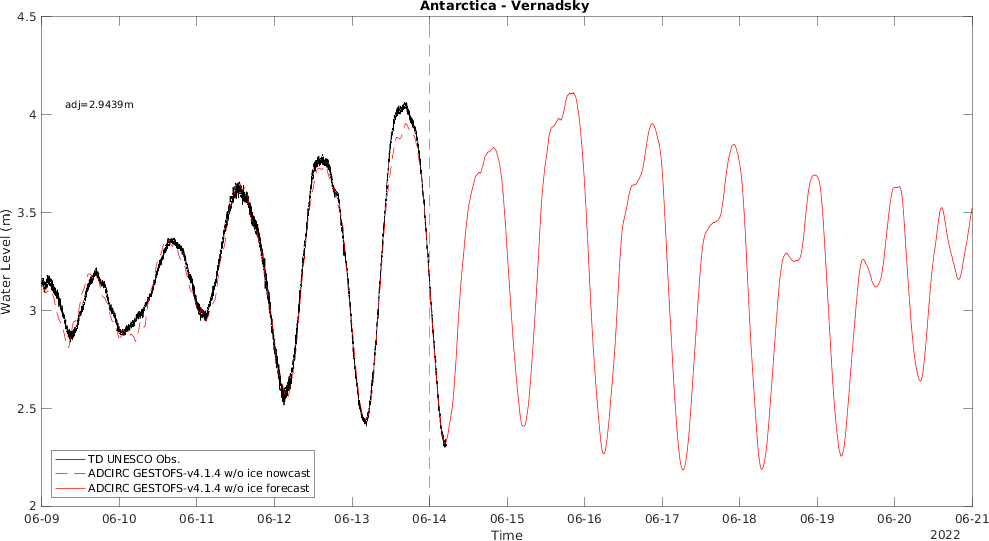 Antarctica - Vernadsky
4.5
4
3.5
3
2.5
2
Water Level (m)
adj=2.9439m
TD UNESCO Obs.
ADCIRC GESTOFS-v4.1.4 w/o ice nowcast
ADCIRC GESTOFS-v4.1.4 w/o ice forecast
06-09 06-10 06-11 06-12 06-13 06-14 06-15 06-16 06-17 06-18 06-19 06-20 06-21
Time
2022